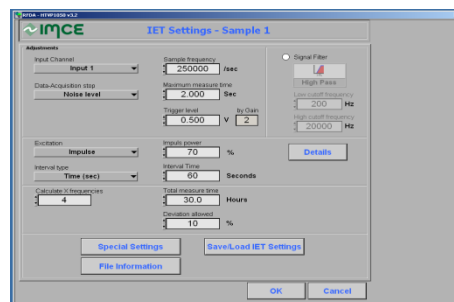 RFDA - HTVP1050 v3.2
IMCE
IET Settings - Sample 1
Adjustments
Input Channel
Input 1
Sample frequency
250000 /sec
Signal Filter
High Pass
Data-Acquisition stop
Noise level
Maximum measure time
2.000 Sec
Low cutoff frequency
200 Hz
Trigger level
by Gain
0.500 V 2
High cutoff frequency
20000 Hz
Excitation
Impulse
Impuls power
70 %
Details
Interval type
Time (sec)
Interval Time
60 Seconds
Calculate X frequencies
4
Total measure time
30.0 Hours
Deviation allowed
10 %
Special Settings
Save/Load IET Settings
File Information
OK
Cancel